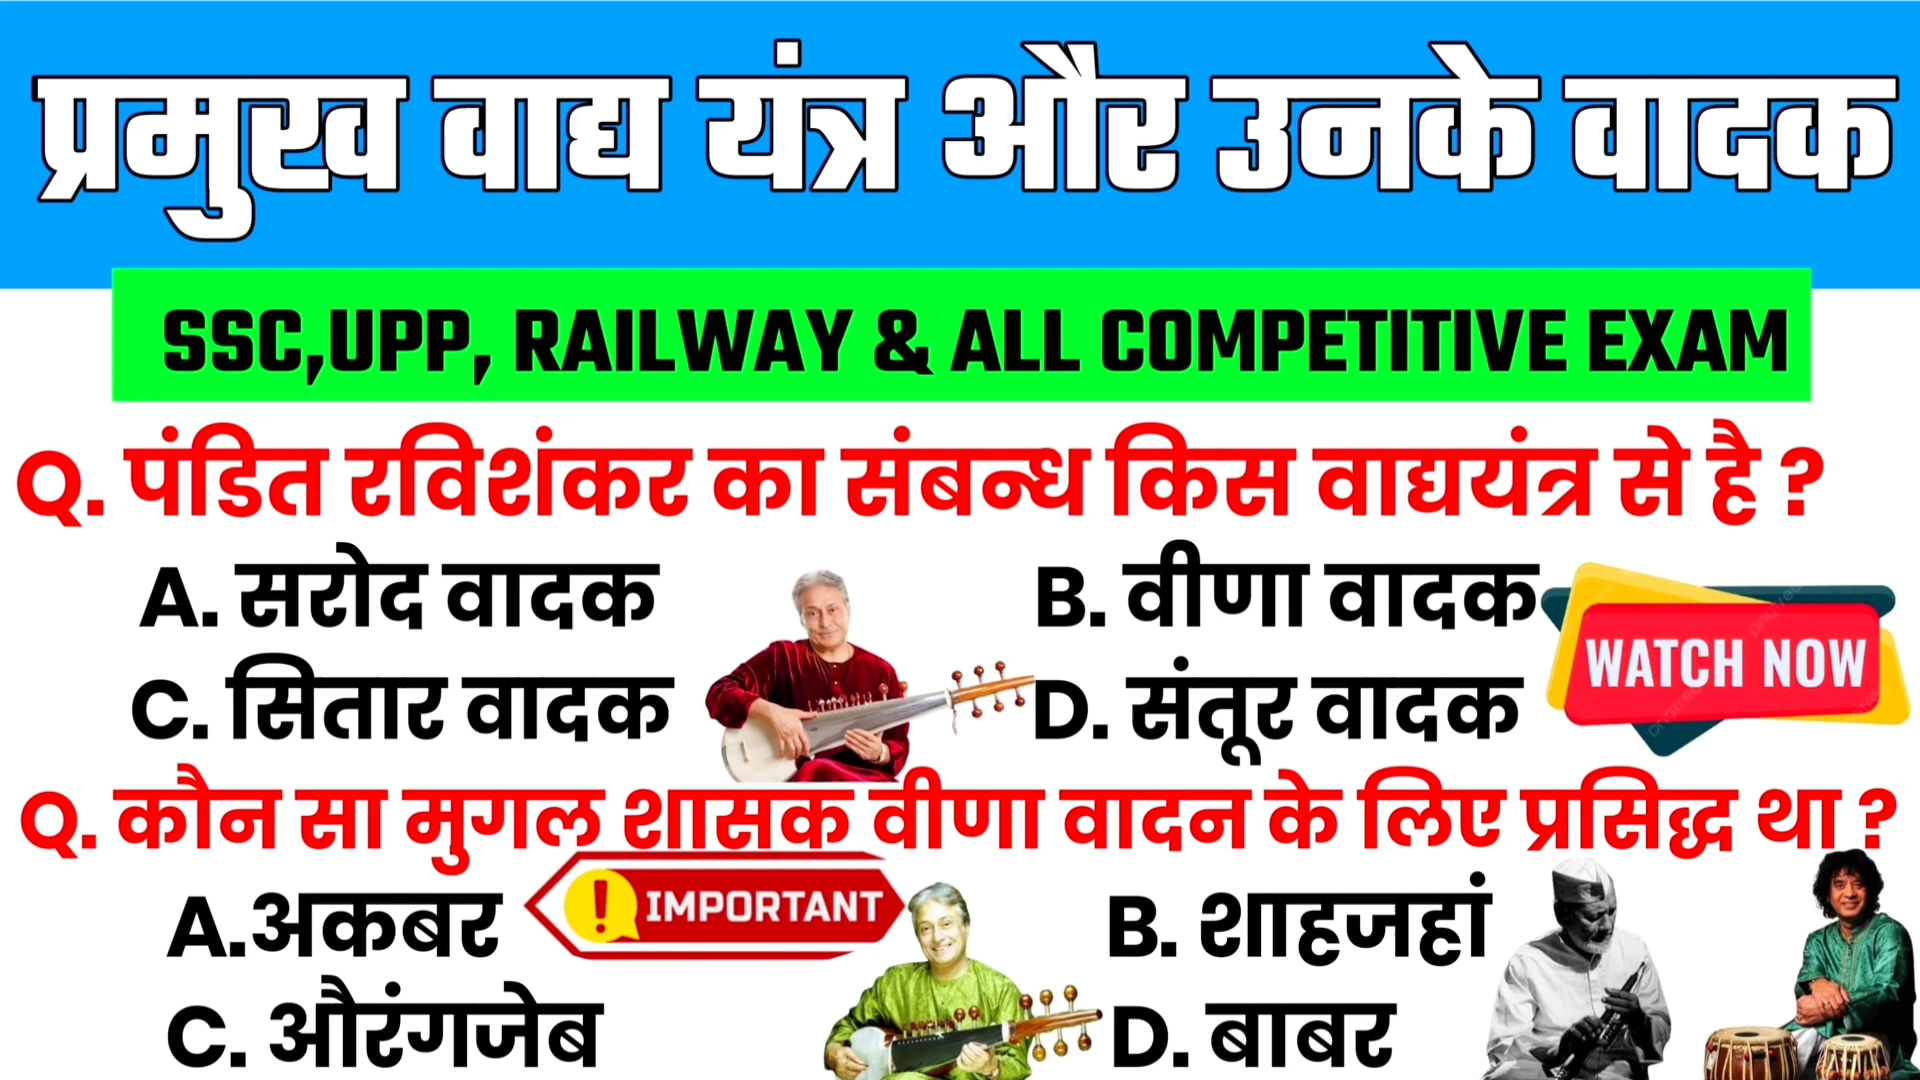 प्रमुख वाद्य यंत्र और उनके वादक
SSC,UPP, RAILWAY & ALL COMPETITIVE EXAM
Q. पंडित रविशंकर का संबन्ध किस वाद्ययंत्र से है ?
A. सरोद वादक
B. वीणा वादक
WATCH NOW
C. सितार वादक
D. संतूर वादक
Q. कौन सा मुगल शासक वीणा वादन के लिए प्रसिद्ध था ?
A.अकबर
IMPORTANT
B. शाहजहां
C. औरंगजेब
D. बाबर